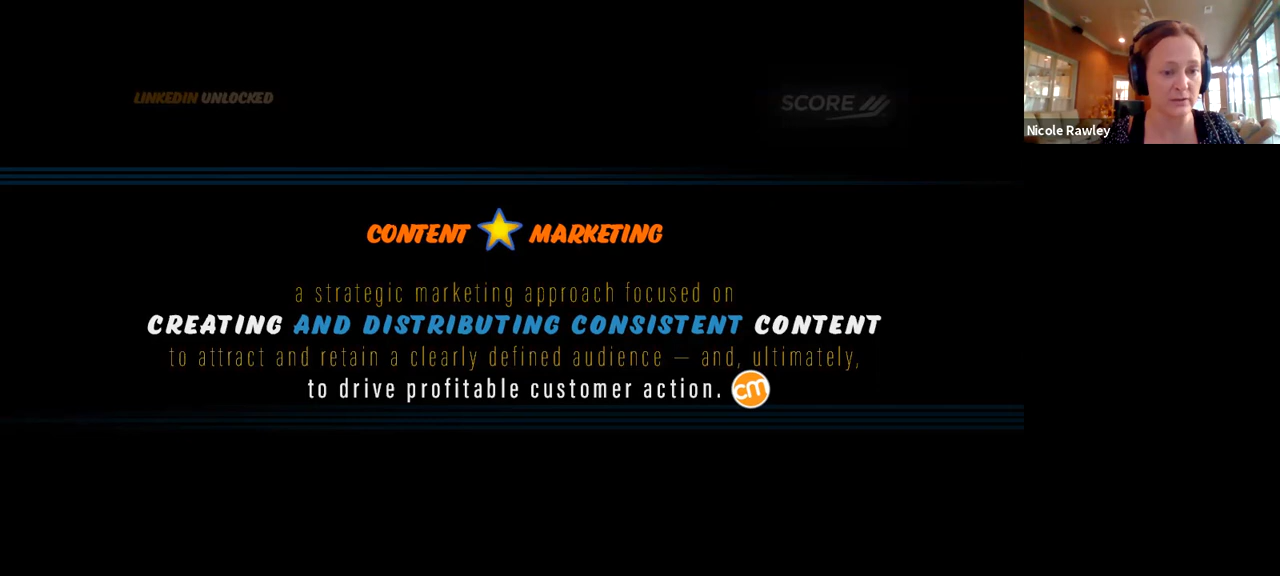 LINKEDIN UNLOCKED
SCORE
Nicole Rawley
CONTENT MARKETING
a strategic marketing approach focused on
CREATING AND DISTRIBUTING CONSISTENT CONTENT
to attract and retain a clearly defined audience — and, ultimately,
to drive profitable customer action. cm